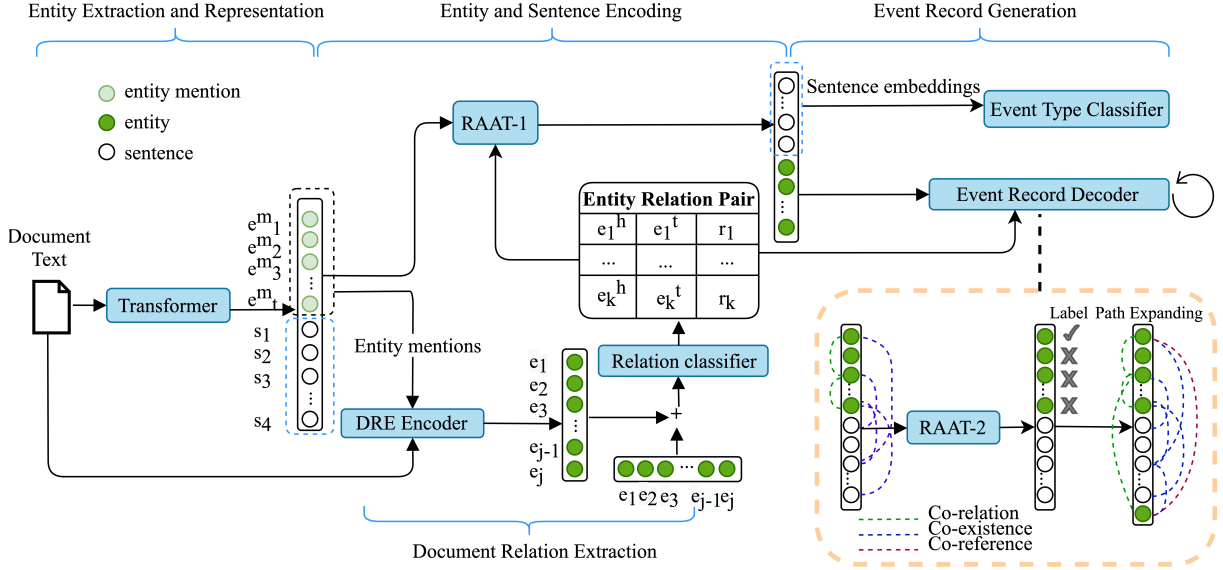 Entity Extraction and Representation
Entity and Sentence Encoding
Event Record Generation
entity mention
entity
sentence
RAAT-1
Sentence embeddings
Event Type Classifier
Event Record Decoder
Entity Relation Pair
e₁ʰ e₁ᵗ r₁
... ... ...
eₖʰ eₖᵗ rₖ
Document
Text
Transformer
eᵐ₁
eᵐ₂
eᵐ₃
eᵐₜ
s₁
s₂
s₃
s₄
Entity mentions
DRE Encoder
Relation classifier
e₁
e₂
e₃
eⱼ₋₁
eⱼ
+
e₁ e₂ e₃ eⱼ₋₁ eⱼ
Document Relation Extraction
Label
Path Expanding
RAAT-2
Co-relation
Co-existence
Co-reference